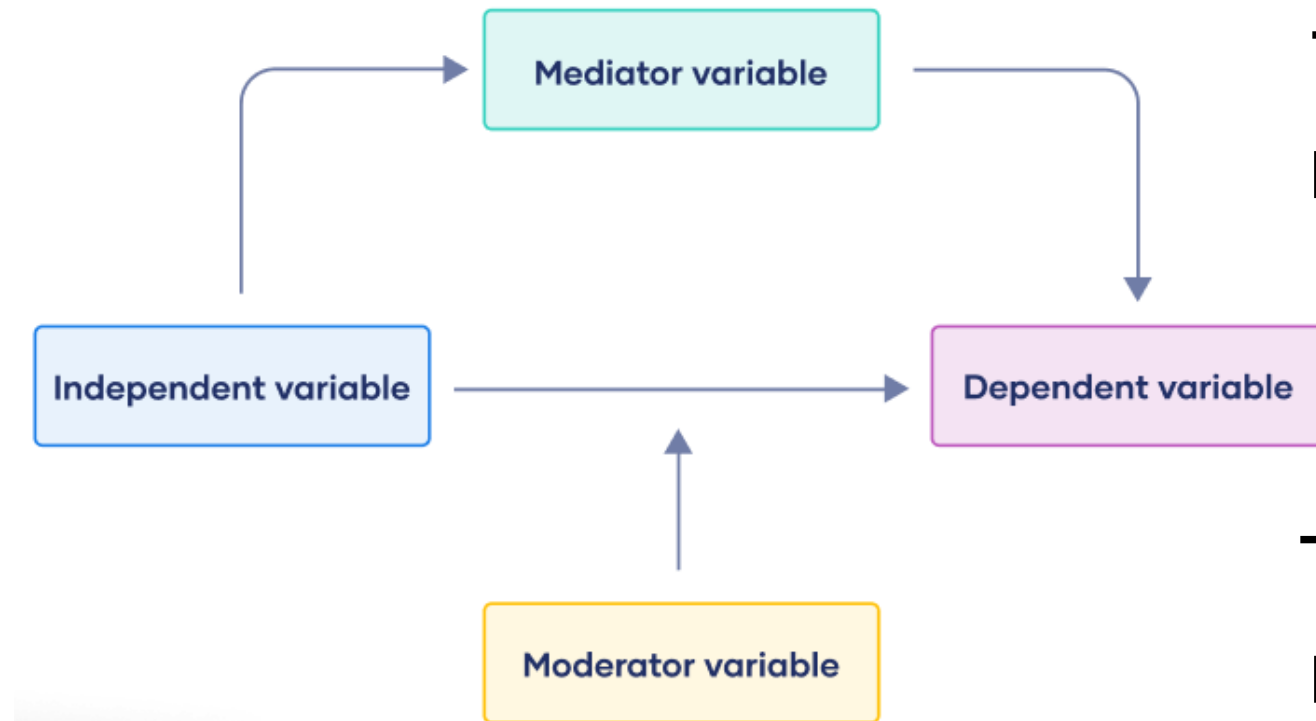 Mediator variable
Independent variable
Dependent variable
Moderator variable